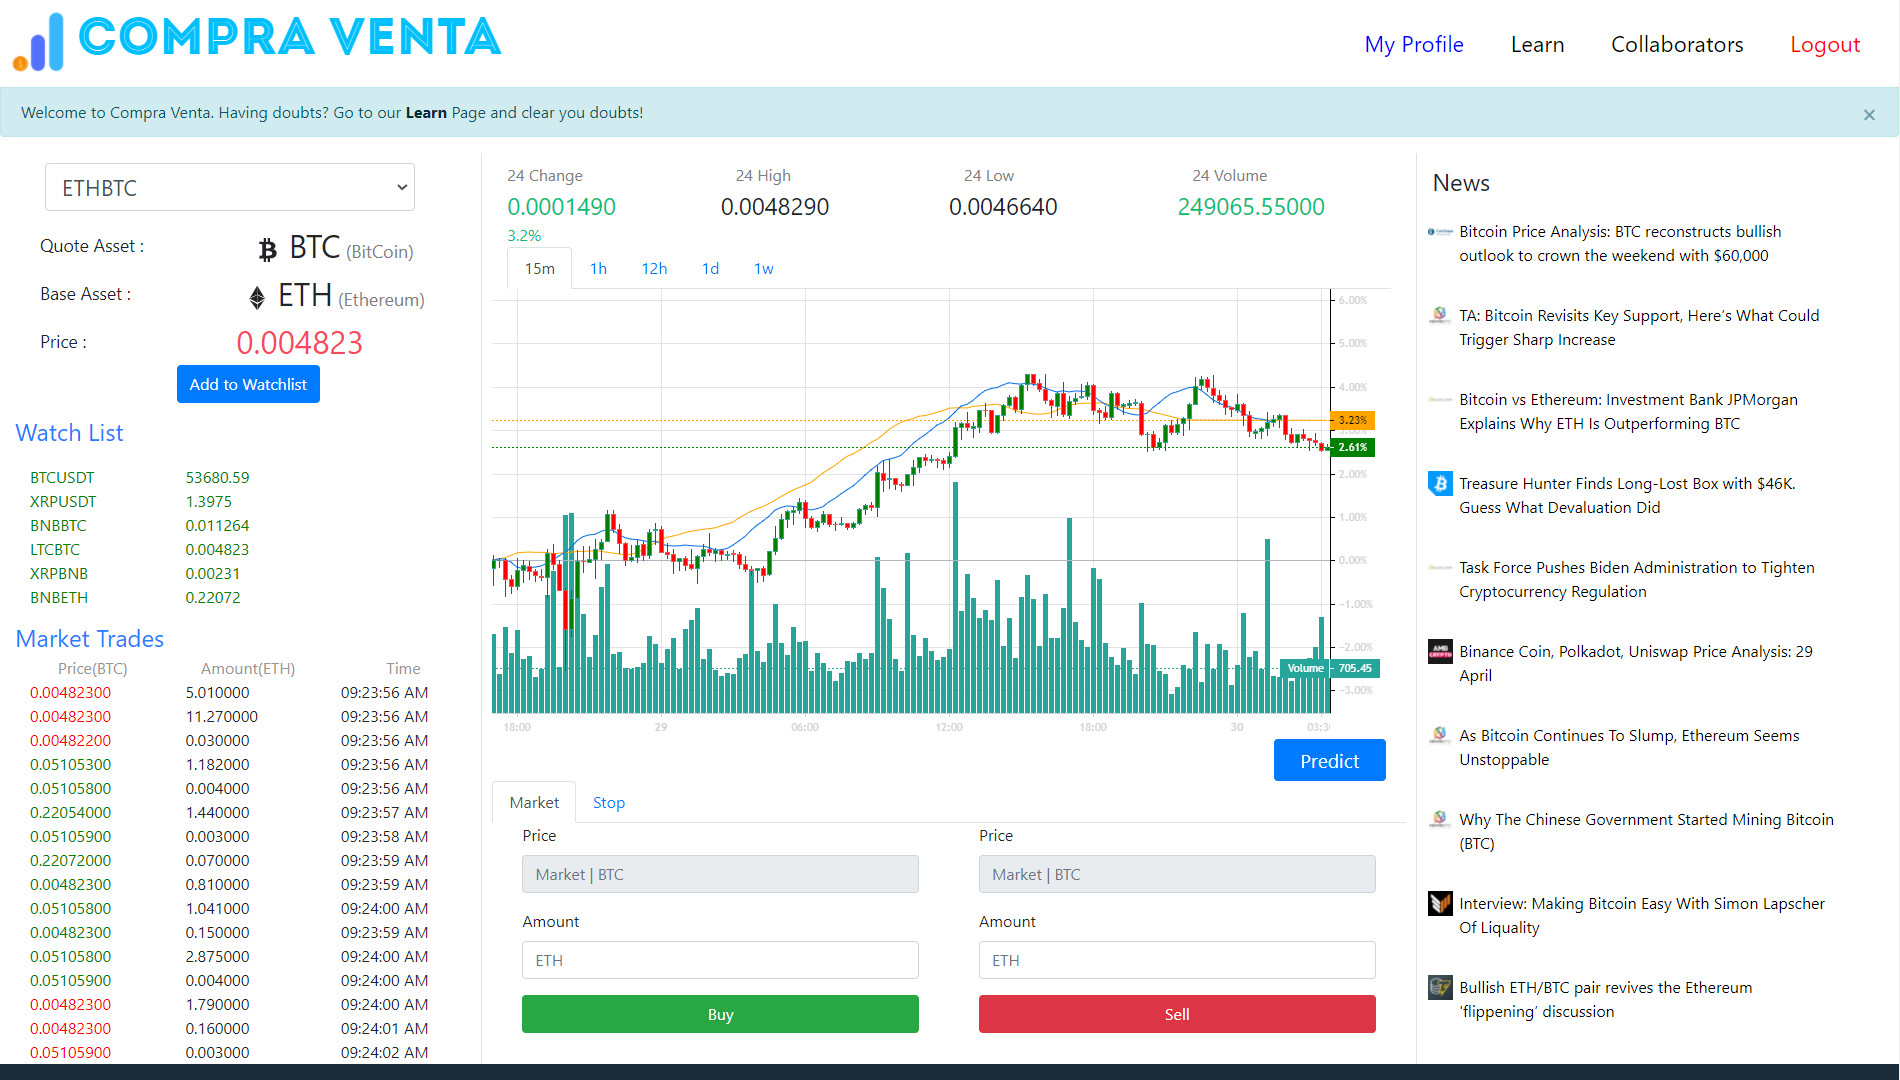 COMPRA VENTA
My Profile
Learn
Collaborators
Logout
Welcome to Compra Venta. Having doubts? Go to our Learn Page and clear you doubts!
×
ETHBTC
Quote Asset :
BTC (BitCoin)
Base Asset :
ETH (Ethereum)
Price :
0.004823
Add to Watchlist
Watch List
BTCUSDT 53680.59
XRPUSDT 1.3975
BNBBTC 0.011264
LTCBTC 0.004823
XRPBNB 0.00231
BNBETH 0.22072
Market Trades
Price(BTC) Amount(ETH) Time
0.00482300 5.010000 09:23:56 AM
0.00482300 11.270000 09:23:56 AM
0.00482200 0.030000 09:23:56 AM
0.05105300 1.182000 09:23:56 AM
0.05105800 0.004000 09:23:56 AM
0.22054000 1.440000 09:23:57 AM
0.05105900 0.003000 09:23:58 AM
0.22072000 0.070000 09:23:59 AM
0.00482300 0.810000 09:23:59 AM
0.05105800 1.041000 09:24:00 AM
0.00482300 0.150000 09:23:59 AM
0.05105800 2.875000 09:24:00 AM
0.05105900 0.004000 09:24:00 AM
0.00482300 1.790000 09:24:00 AM
0.00482300 0.160000 09:24:01 AM
0.05105900 0.003000 09:24:02 AM
24 Change
0.0001490
3.2%
24 High
0.0048290
24 Low
0.0046640
24 Volume
249065.55000
15m 1h 12h 1d 1w
6.00%
5.00%
4.00%
3.23%
2.61%
2.00%
1.00%
0.00%
−1.00%
−2.00%
Volume 705.45
−3.00%
18:00 29 06:00 12:00 18:00 30
Predict
Market Stop
Price
Market | BTC
Amount
ETH
Buy
Price
Market | BTC
Amount
ETH
Sell
News
Bitcoin Price Analysis: BTC reconstructs bullish
outlook to crown the weekend with $60,000
TA: Bitcoin Revisits Key Support, Here’s What Could
Trigger Sharp Increase
Bitcoin vs Ethereum: Investment Bank JPMorgan
Explains Why ETH Is Outperforming BTC
Treasure Hunter Finds Long-Lost Box with $46K.
Guess What Devaluation Did
Task Force Pushes Biden Administration to Tighten
Cryptocurrency Regulation
AMB
CRYPTO
Binance Coin, Polkadot, Uniswap Price Analysis: 29
April
As Bitcoin Continues To Slump, Ethereum Seems
Unstoppable
Why The Chinese Government Started Mining Bitcoin
(BTC)
Interview: Making Bitcoin Easy With Simon Lapscher
Of Liquality
Bullish ETH/BTC pair revives the Ethereum
‘flippening’ discussion